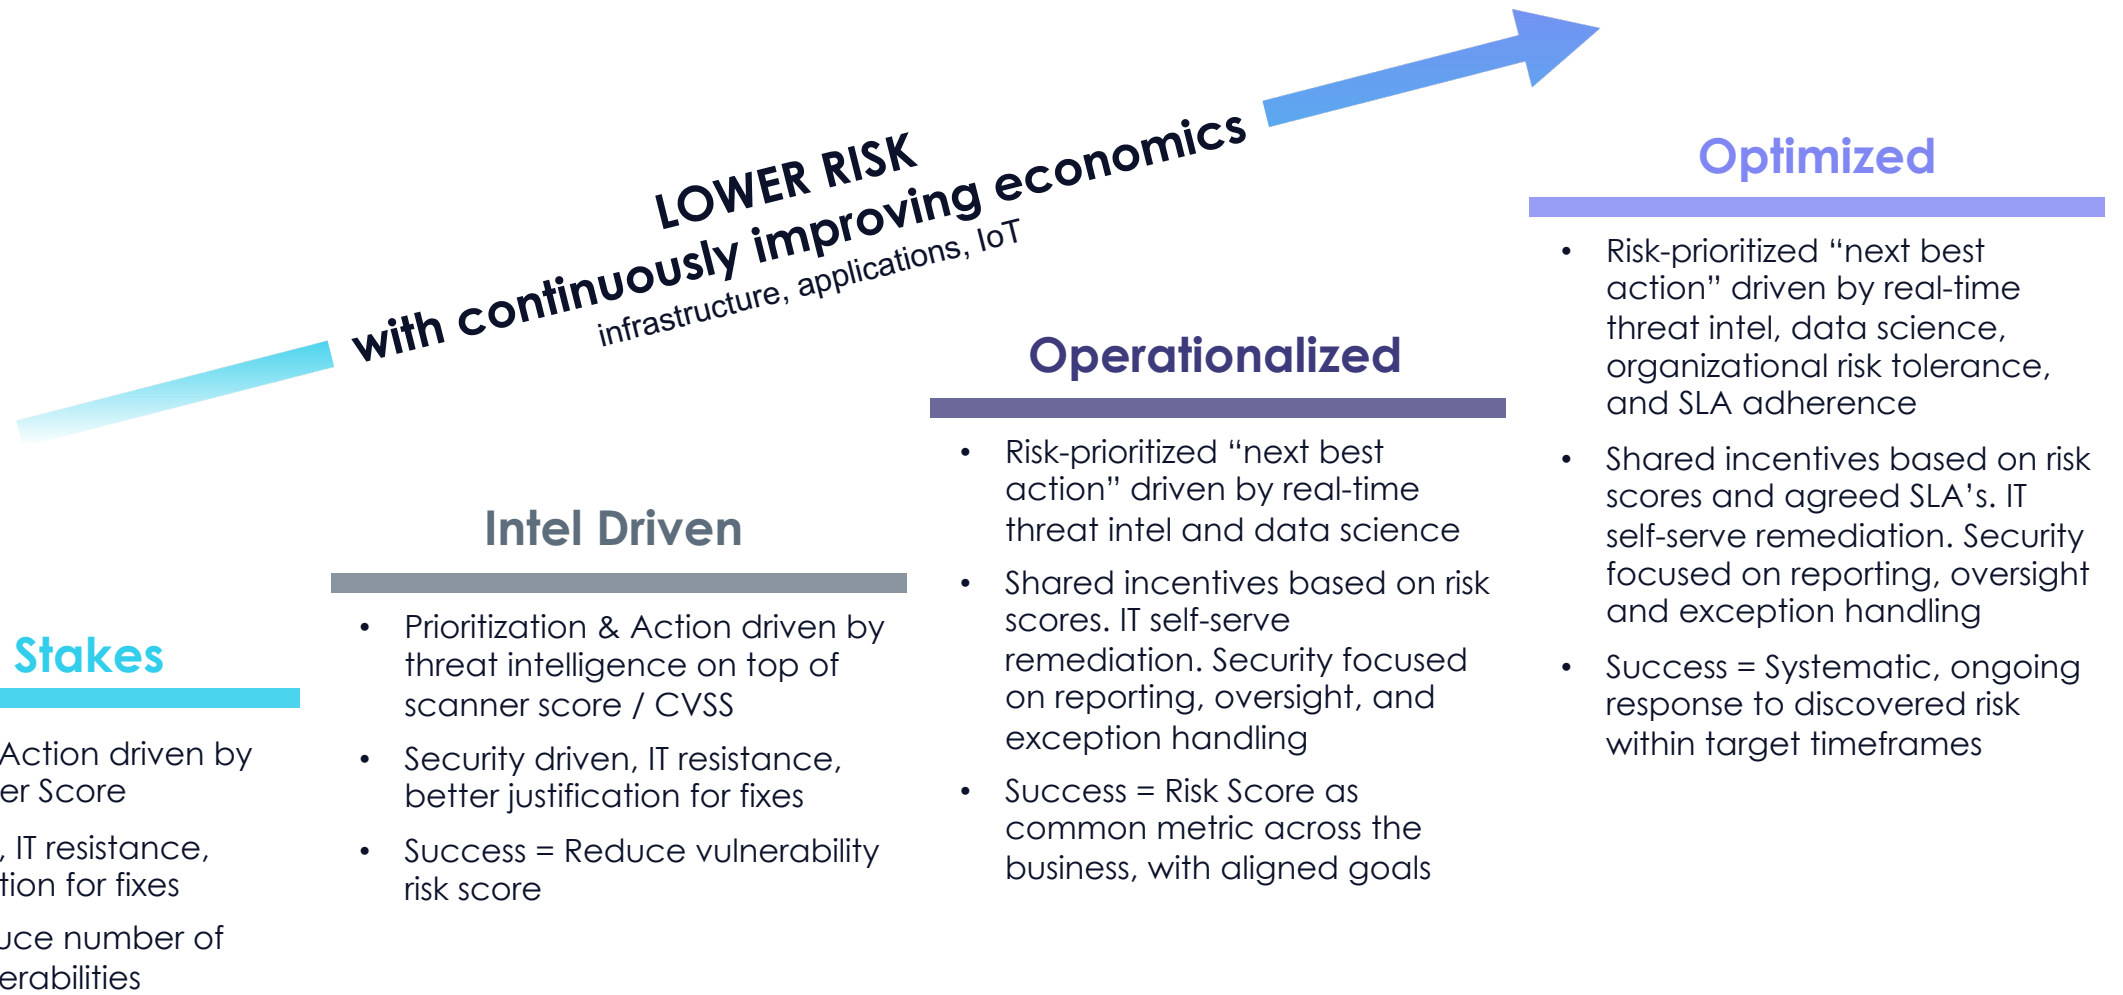 LOWER RISK
with continuously improving economics
infrastructure, applications, IoT
Stakes
Action driven by
er Score
, IT resistance,
tion for fixes
uce number of
erabilities
Intel Driven
• Prioritization & Action driven by
threat intelligence on top of
scanner score / CVSS
• Security driven, IT resistance,
better justification for fixes
• Success = Reduce vulnerability
risk score
Operationalized
• Risk-prioritized “next best
action” driven by real-time
threat intel and data science
• Shared incentives based on risk
scores. IT self-serve
remediation. Security focused
on reporting, oversight, and
exception handling
• Success = Risk Score as
common metric across the
business, with aligned goals
Optimized
• Risk-prioritized “next best
action” driven by real-time
threat intel, data science,
organizational risk tolerance,
and SLA adherence
• Shared incentives based on risk
scores and agreed SLA’s. IT
self-serve remediation. Security
focused on reporting, oversight
and exception handling
• Success = Systematic, ongoing
response to discovered risk
within target timeframes